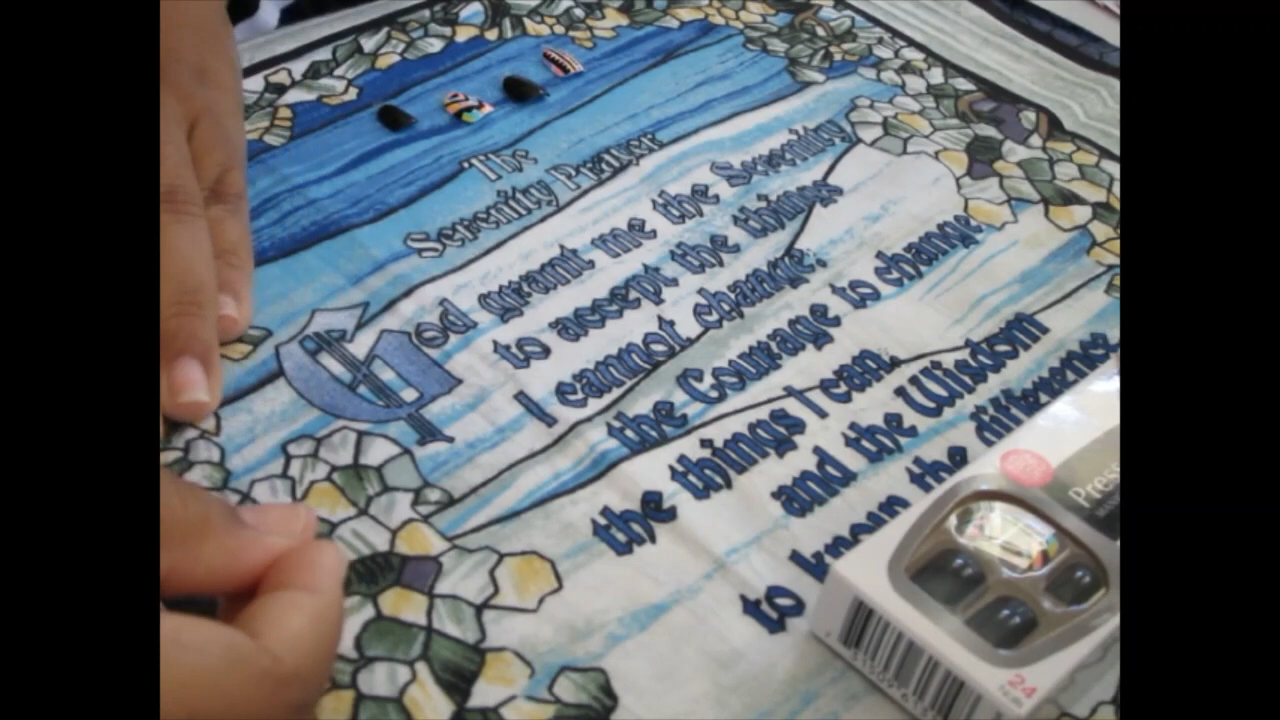 The
Serenity Prayer
God grant me the Serenity
to accept the things
I cannot change:
the Courage to change
the things I can.
and the Wisdom
to know the difference
Press
24